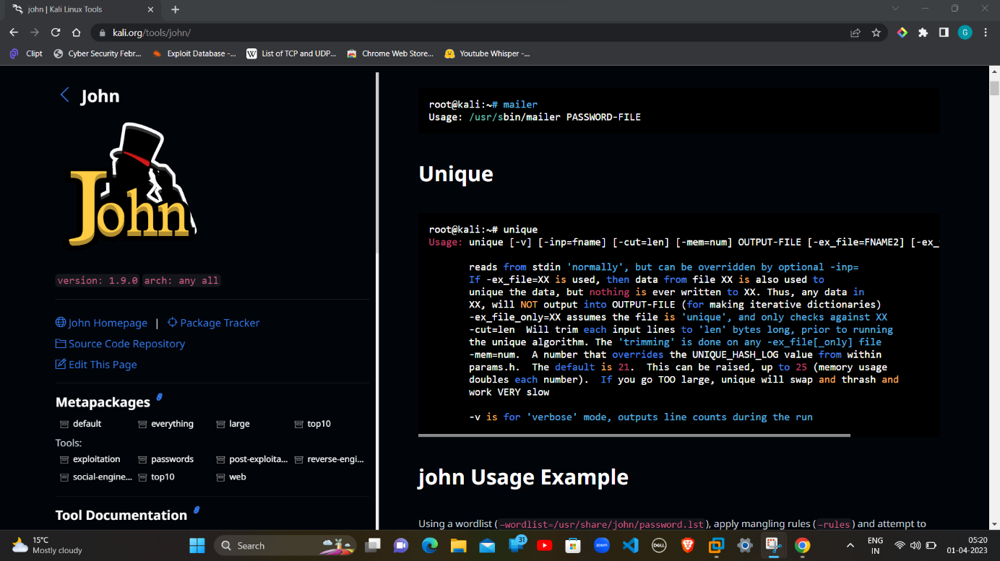 john | Kali Linux Tools
kali.org/tools/john/
G
Clipt
Cyber Security Febr...
Exploit Database -...
W
List of TCP and UDP...
Chrome Web Store...
Youtube Whisper -...
John
John
version: 1.9.0 arch: any all
John Homepage | Package Tracker
Source Code Repository
Edit This Page
Metapackages
default everything large top10
Tools:
exploitation passwords post-exploita... reverse-engi...
social-engine... top10 web
Tool Documentation
root@kali:~# mailer
Usage: /usr/sbin/mailer PASSWORD-FILE
Unique
root@kali:~# unique
Usage: unique [-v] [-inp=fname] [-cut=len] [-mem=num] OUTPUT-FILE [-ex_file=FNAME2] [-ex_
reads from stdin 'normally', but can be overridden by optional -inp=
If -ex_file=XX is used, then data from file XX is also used to
unique the data, but nothing is ever written to XX. Thus, any data in
XX, will NOT output into OUTPUT-FILE (for making iterative dictionaries)
-ex_file_only=XX assumes the file is 'unique', and only checks against XX
-cut=len  Will trim each input lines to 'len' bytes long, prior to running
the unique algorithm. The 'trimming' is done on any -ex_file[_only] file
-mem=num.  A number that overrides the UNIQUE_HASH_LOG value from within
params.h.  The default is 21.  This can be raised, up to 25 (memory usage
doubles each number).  If you go TOO large, unique will swap and thrash and
work VERY slow
-v is for 'verbose' mode, outputs line counts during the run
john Usage Example
Using a wordlist (–wordlist=/usr/share/john/password.lst), apply mangling rules (–rules) and attempt to
15°C
Mostly cloudy
Search
31
zoom
DELL
ENG
IN
05:20
01-04-2023